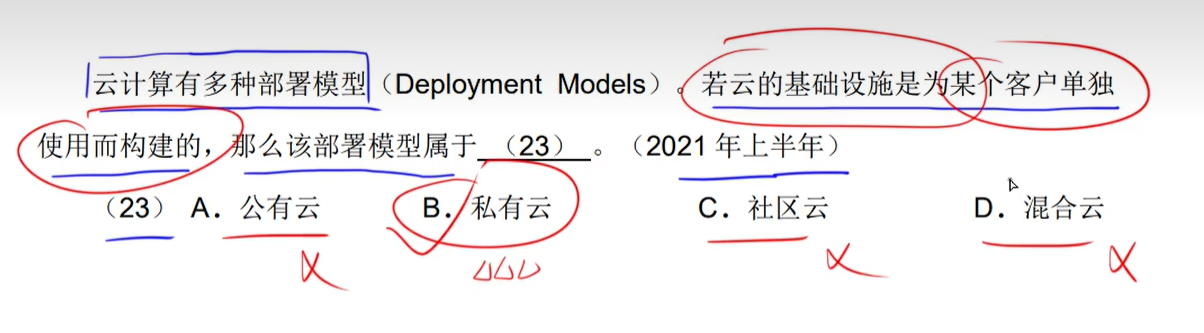 云计算有多种部署模型（Deployment Models）。若云的基础设施是为某个客户单独
使用而构建的，那么该部署模型属于 （23） 。（2021 年上半年）
（23） A．公有云 B．私有云 C．社区云 D．混合云